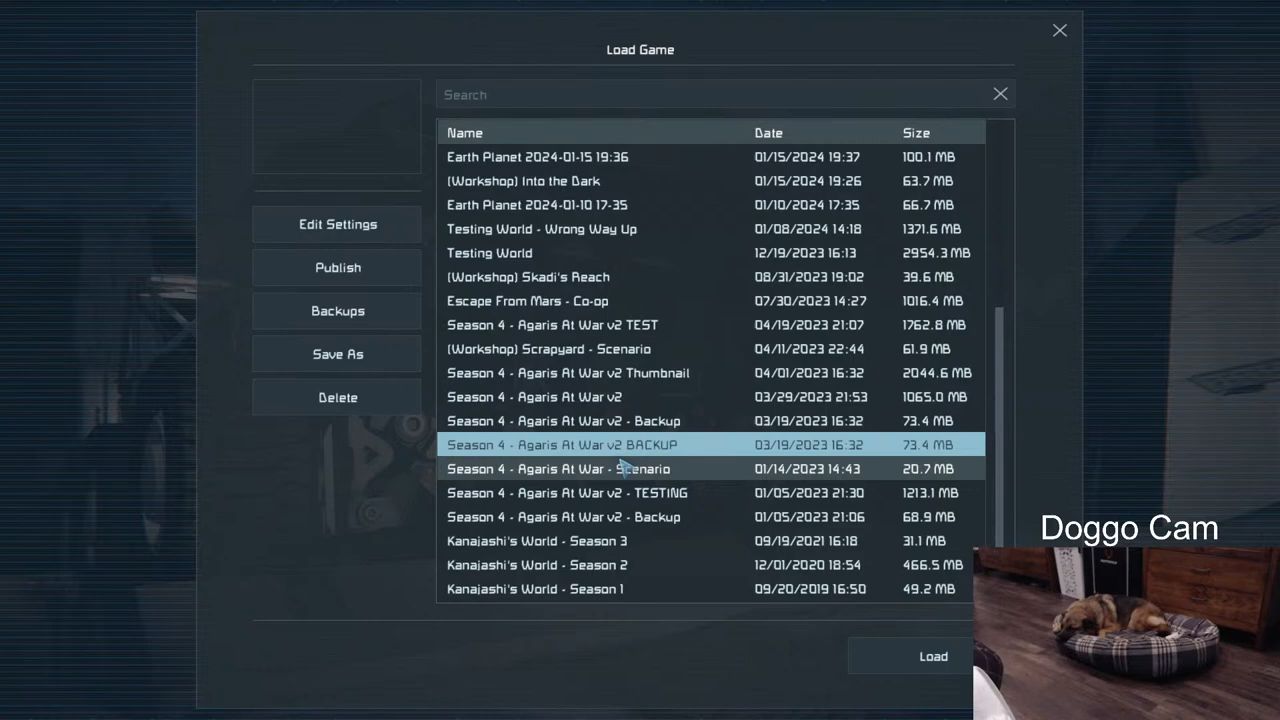 Load Game
Search
Name Date Size
Earth Planet 2024-01-15 19:36 01/15/2024 19:37 100.1 MB
(Workshop) Into the Dark 01/15/2024 19:26 63.7 MB
Earth Planet 2024-01-10 17-35 01/10/2024 17:35 66.7 MB
Testing World - Wrong Way Up 01/08/2024 14:18 1371.6 MB
Testing World 12/19/2023 16:13 2954.3 MB
(Workshop) Skadi's Reach 08/31/2023 19:02 39.6 MB
Escape From Mars - Co-op 07/30/2023 14:27 1016.4 MB
Season 4 - Agaris At War v2 TEST 04/19/2023 21:07 1762.8 MB
(Workshop) Scrapyard - Scenario 04/11/2023 22:44 61.9 MB
Season 4 - Agaris At War v2 Thumbnail 04/01/2023 16:32 2044.6 MB
Season 4 - Agaris At War v2 03/29/2023 21:53 1065.0 MB
Season 4 - Agaris At War v2 - Backup 03/19/2023 16:32 73.4 MB
Season 4 - Agaris At War v2 BACKUP 03/19/2023 16:32 73.4 MB
Season 4 - Agaris At War - Scenario 01/14/2023 14:43 20.7 MB
Season 4 - Agaris At War v2 - TESTING 01/05/2023 21:30 1213.1 MB
Season 4 - Agaris At War v2 - Backup 01/05/2023 21:06 68.9 MB
Kanajashi's World - Season 3 09/19/2021 16:18 31.1 MB
Kanajashi's World - Season 2 12/01/2020 18:54 466.5 MB
Kanajashi's World - Season 1 09/20/2019 16:50 49.2 MB
Edit Settings
Publish
Backups
Save As
Delete
Load
Doggo Cam